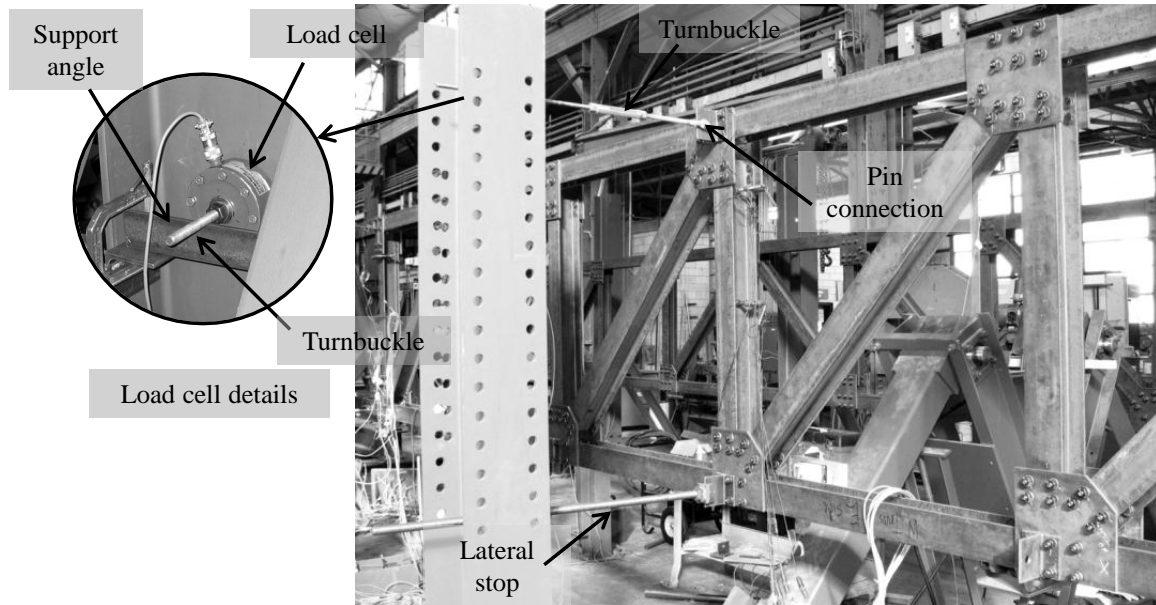 Support
angle
Load cell
Turnbuckle
Pin
connection
Turnbuckle
Load cell details
Lateral
stop